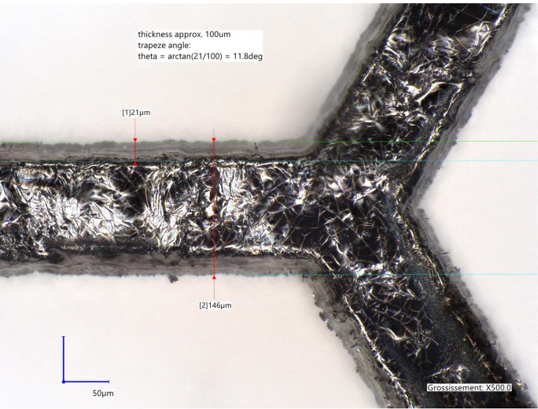 thickness approx. 100um
trapeze angle:
theta = arctan(21/100) = 11.8deg
[1]21µm
[2]146µm
50µm
Grossissement: X500.0